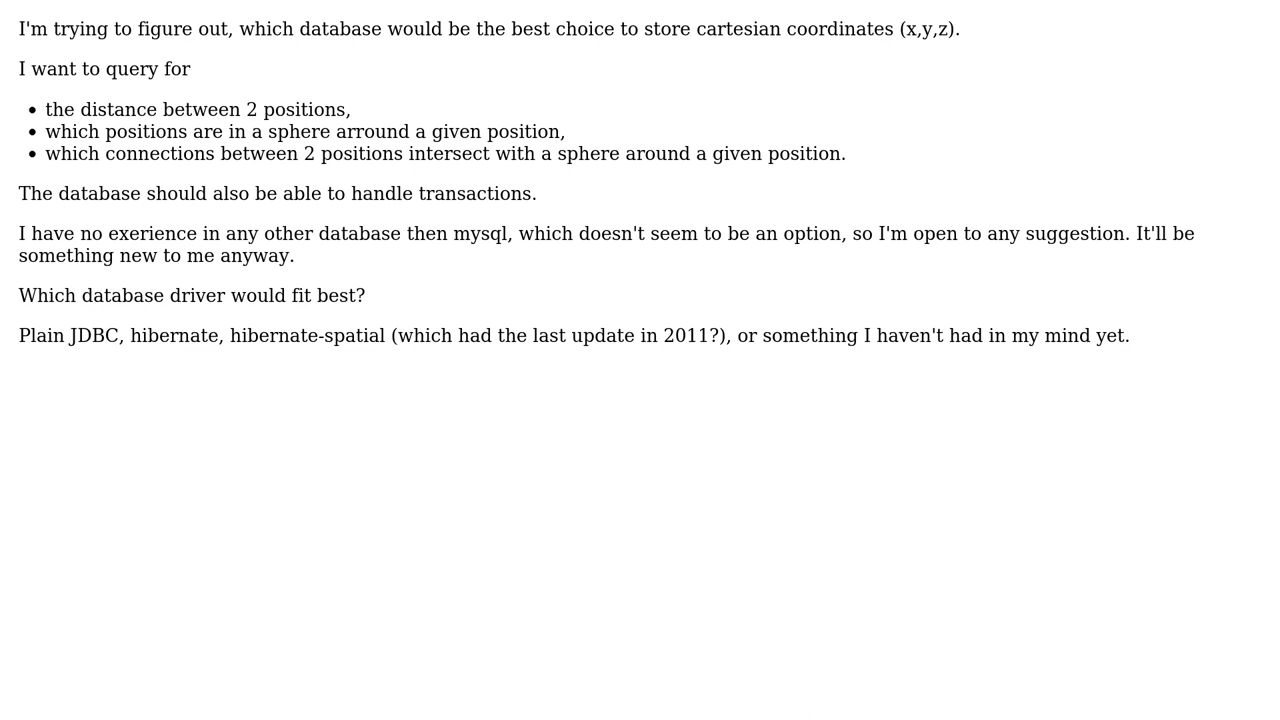 I'm trying to figure out, which database would be the best choice to store cartesian coordinates (x,y,z).
I want to query for
• the distance between 2 positions,
• which positions are in a sphere arround a given position,
• which connections between 2 positions intersect with a sphere around a given position.
The database should also be able to handle transactions.
I have no exerience in any other database then mysql, which doesn't seem to be an option, so I'm open to any suggestion. It'll be
something new to me anyway.
Which database driver would fit best?
Plain JDBC, hibernate, hibernate-spatial (which had the last update in 2011?), or something I haven't had in my mind yet.